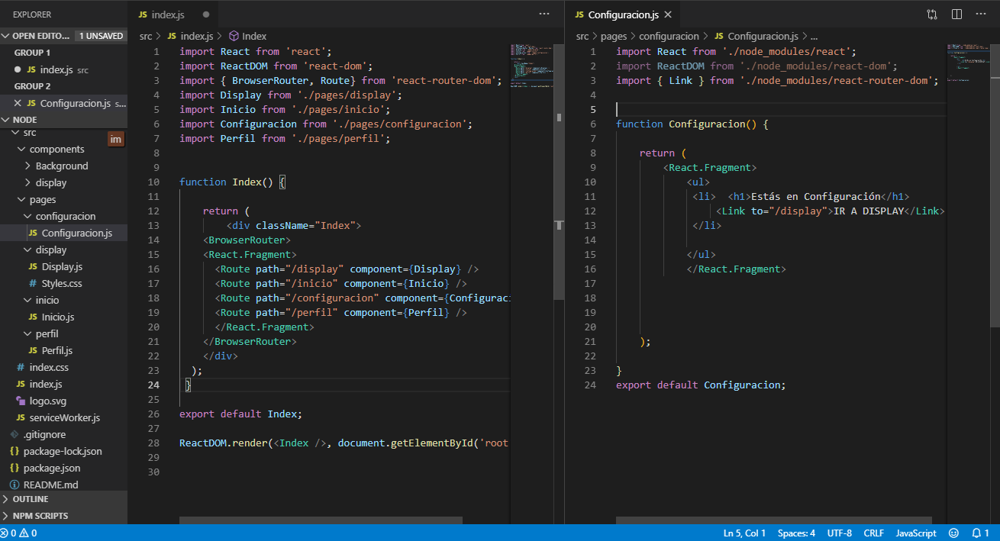 EXPLORER
OPEN EDITO... 1 UNSAVED
GROUP 1
JS index.js src
GROUP 2
JS Configuracion.js s...
NODE
src
im
components
Background
display
pages
configuracion
JS Configuracion.js
display
JS Display.js
# Styles.css
inicio
JS Inicio.js
perfil
JS Perfil.js
# index.css
JS index.js
logo.svg
JS serviceWorker.js
.gitignore
{} package-lock.json
{} package.json
README.md
OUTLINE
NPM SCRIPTS
JS index.js
src > JS index.js > Index
1 import React from 'react';
2 import ReactDOM from 'react-dom';
3 import { BrowserRouter, Route} from 'react-router-dom';
4 import Display from './pages/display';
5 import Inicio from './pages/inicio';
6 import Configuracion from './pages/configuracion';
7 import Perfil from './pages/perfil';
8
9
10 function Index() {
11
12 return (
13 <div className="Index">
14 <BrowserRouter>
15 <React.Fragment>
16 <Route path="/display" component={Display} />
17 <Route path="/inicio" component={Inicio} />
18 <Route path="/configuracion" component={Configuraci
19 <Route path="/perfil" component={Perfil} />
20 </React.Fragment>
21 </BrowserRouter>
22 </div>
23 );
24 }
25
26 export default Index;
27
28 ReactDOM.render(<Index />, document.getElementById('root
29
30
JS Configuracion.js
src > pages > configuracion > JS Configuracion.js > ...
1 import React from './node_modules/react';
2 import ReactDOM from './node_modules/react-dom';
3 import { Link } from './node_modules/react-router-dom';
4
5
6 function Configuracion() {
7
8 return (
9 <React.Fragment>
10 <ul>
11 <li> <h1>Estás en Configuración</h1>
12 <Link to="/display">IR A DISPLAY</Link>
13 </li>
14
15 </ul>
16 </React.Fragment>
17
18
19
20
21 );
22
23 }
24 export default Configuracion;
0 0
Ln 5, Col 1 Spaces: 4 UTF-8 CRLF JavaScript 1